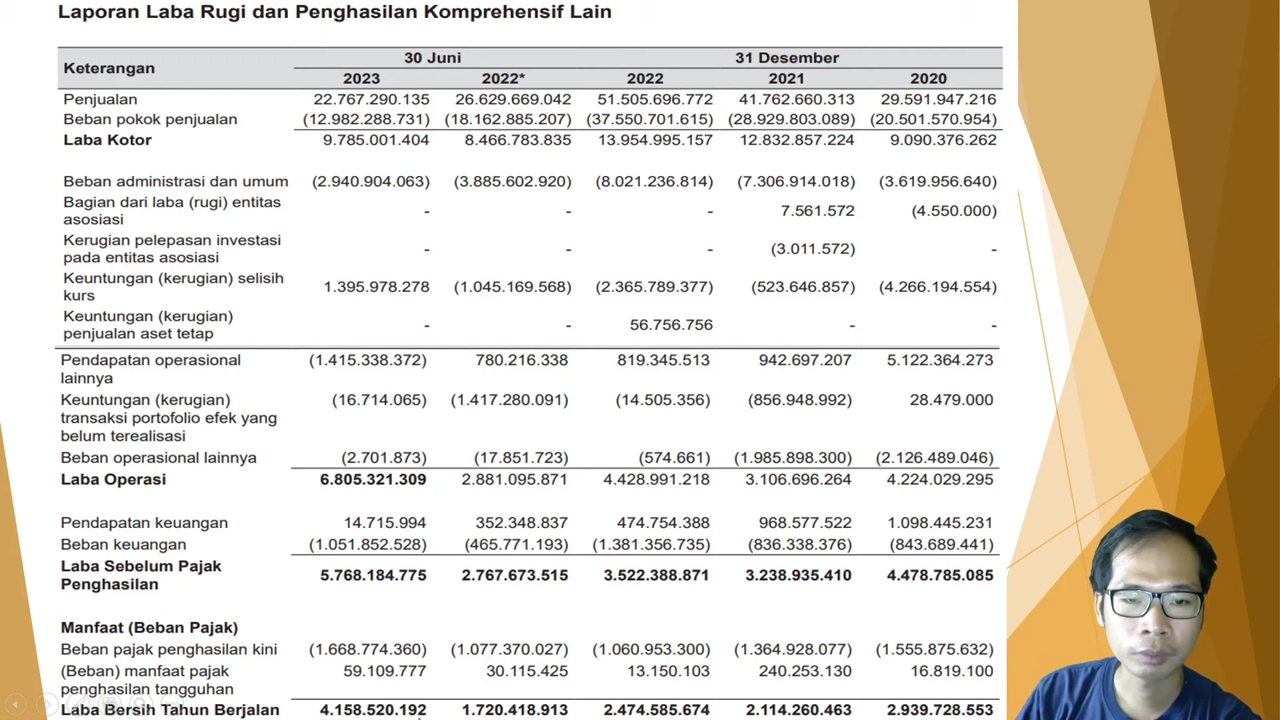 Laporan Laba Rugi dan Penghasilan Komprehensif Lain
Keterangan 30 Juni 31 Desember
2023 2022* 2022 2021 2020
Penjualan 22.767.290.135 26.629.669.042 51.505.696.772 41.762.660.313 29.591.947.216
Beban pokok penjualan (12.982.288.731) (18.162.885.207) (37.550.701.615) (28.929.803.089) (20.501.570.954)
Laba Kotor 9.785.001.404 8.466.783.835 13.954.995.157 12.832.857.224 9.090.376.262
Beban administrasi dan umum (2.940.904.063) (3.885.602.920) (8.021.236.814) (7.306.914.018) (3.619.956.640)
Bagian dari laba (rugi) entitas
asosiasi - - - 7.561.572 (4.550.000)
Kerugian pelepasan investasi
pada entitas asosiasi - - - (3.011.572) -
Keuntungan (kerugian) selisih
kurs 1.395.978.278 (1.045.169.568) (2.365.789.377) (523.646.857) (4.266.194.554)
Keuntungan (kerugian)
penjualan aset tetap - - 56.756.756 - -
Pendapatan operasional (1.415.338.372) 780.216.338 819.345.513 942.697.207 5.122.364.273
lainnya
Keuntungan (kerugian) (16.714.065) (1.417.280.091) (14.505.356) (856.948.992) 28.479.000
transaksi portofolio efek yang
belum terealisasi
Beban operasional lainnya (2.701.873) (17.851.723) (574.661) (1.985.898.300) (2.126.489.046)
Laba Operasi 6.805.321.309 2.881.095.871 4.428.991.218 3.106.696.264 4.224.029.295
Pendapatan keuangan 14.715.994 352.348.837 474.754.388 968.577.522 1.098.445.231
Beban keuangan (1.051.852.528) (465.771.193) (1.381.356.735) (836.338.376) (843.689.441)
Laba Sebelum Pajak
Penghasilan 5.768.184.775 2.767.673.515 3.522.388.871 3.238.935.410 4.478.785.085
Manfaat (Beban Pajak)
Beban pajak penghasilan kini (1.668.774.360) (1.077.370.027) (1.060.953.300) (1.364.928.077) (1.555.875.632)
(Beban) manfaat pajak 59.109.777 30.115.425 13.150.103 240.253.130 16.819.100
penghasilan tangguhan
Laba Bersih Tahun Berjalan 4.158.520.192 1.720.418.913 2.474.585.674 2.114.260.463 2.939.728.553